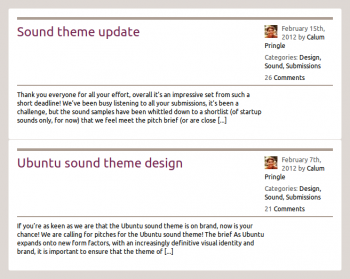 Sound theme update
February 15th,
2012 by Calum
Pringle
Categories: Design,
Sound, Submissions
26 Comments
Thank you everyone for all your effort, overall it's an impressive set from such a
short deadline! We've been busy listening to all your submissions, it's been a
challenge, but the sound samples have been whittled down to a shortlist (of startup
sounds only, for now) that we feel meet the pitch brief (or are close [...]
Ubuntu sound theme design
February 7th,
2012 by Calum
Pringle
Categories: Design,
Sound, Submissions
21 Comments
If you're as keen as we are that the Ubuntu sound theme is on brand, now is your
chance! We are calling for pitches for the Ubuntu sound theme! The brief As Ubuntu
expands onto new form factors, with an increasingly definitive visual identity and
brand, it is important to ensure that the theme of [...]